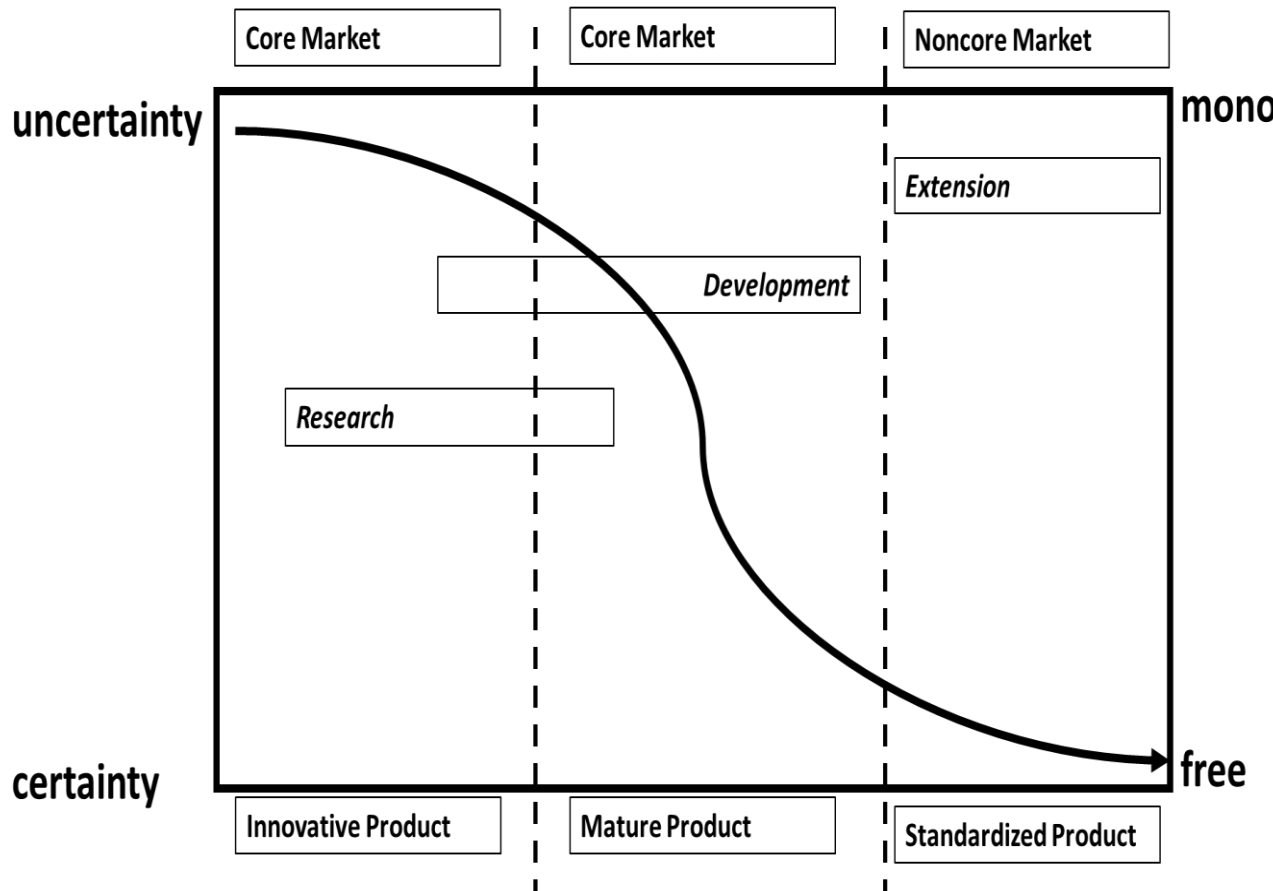 Core Market
Core Market
Noncore Market
uncertainty
mono
Extension
Development
Research
certainty
free
Innovative Product
Mature Product
Standardized Product